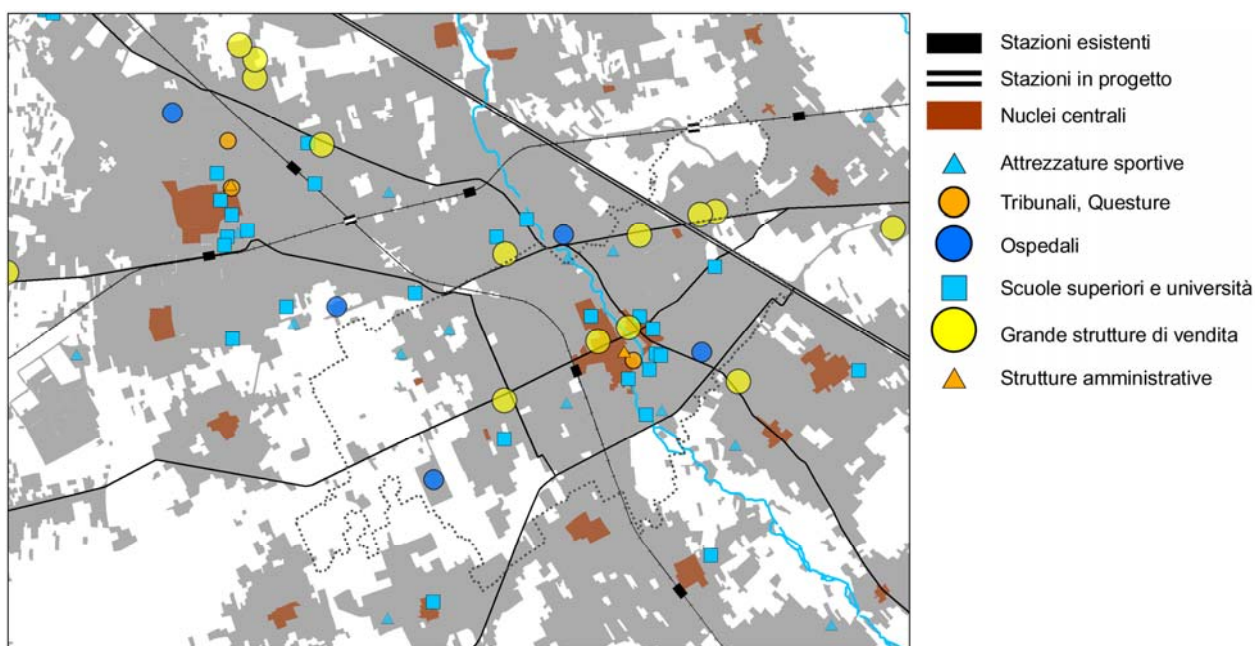 Stazioni esistenti
Stazioni in progetto
Nuclei centrali
Attrezzature sportive
Tribunali, Questure
Ospedali
Scuole superiori e università
Grande strutture di vendita
Strutture amministrative